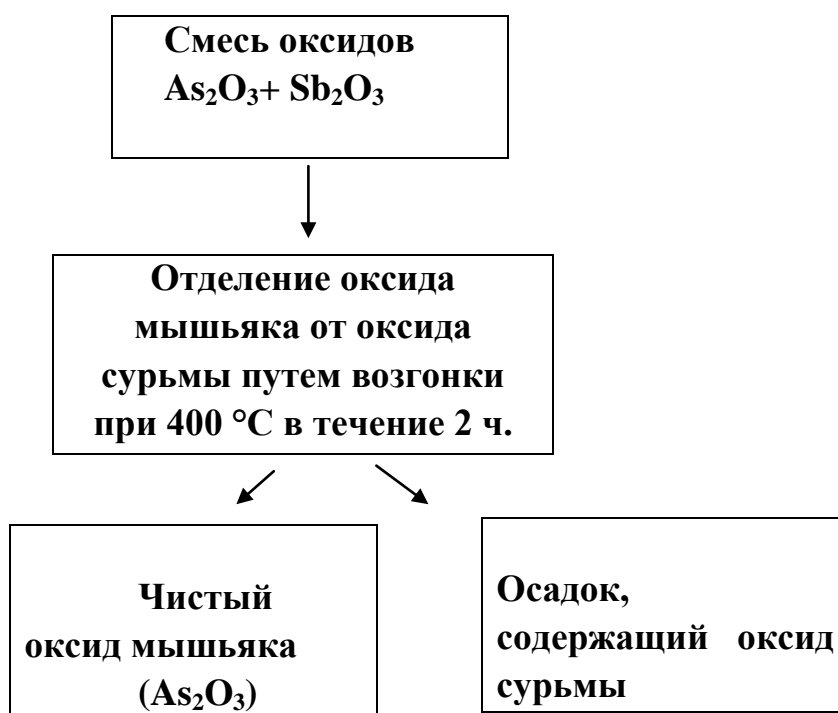 Смесь оксидов
As₂O₃+ Sb₂O₃
Отделение оксида
мышьяка от оксида
сурьмы путем возгонки
при 400 °С в течение 2 ч.
Чистый
оксид мышьяка
(As₂O₃)
Осадок,
содержащий оксид
сурьмы